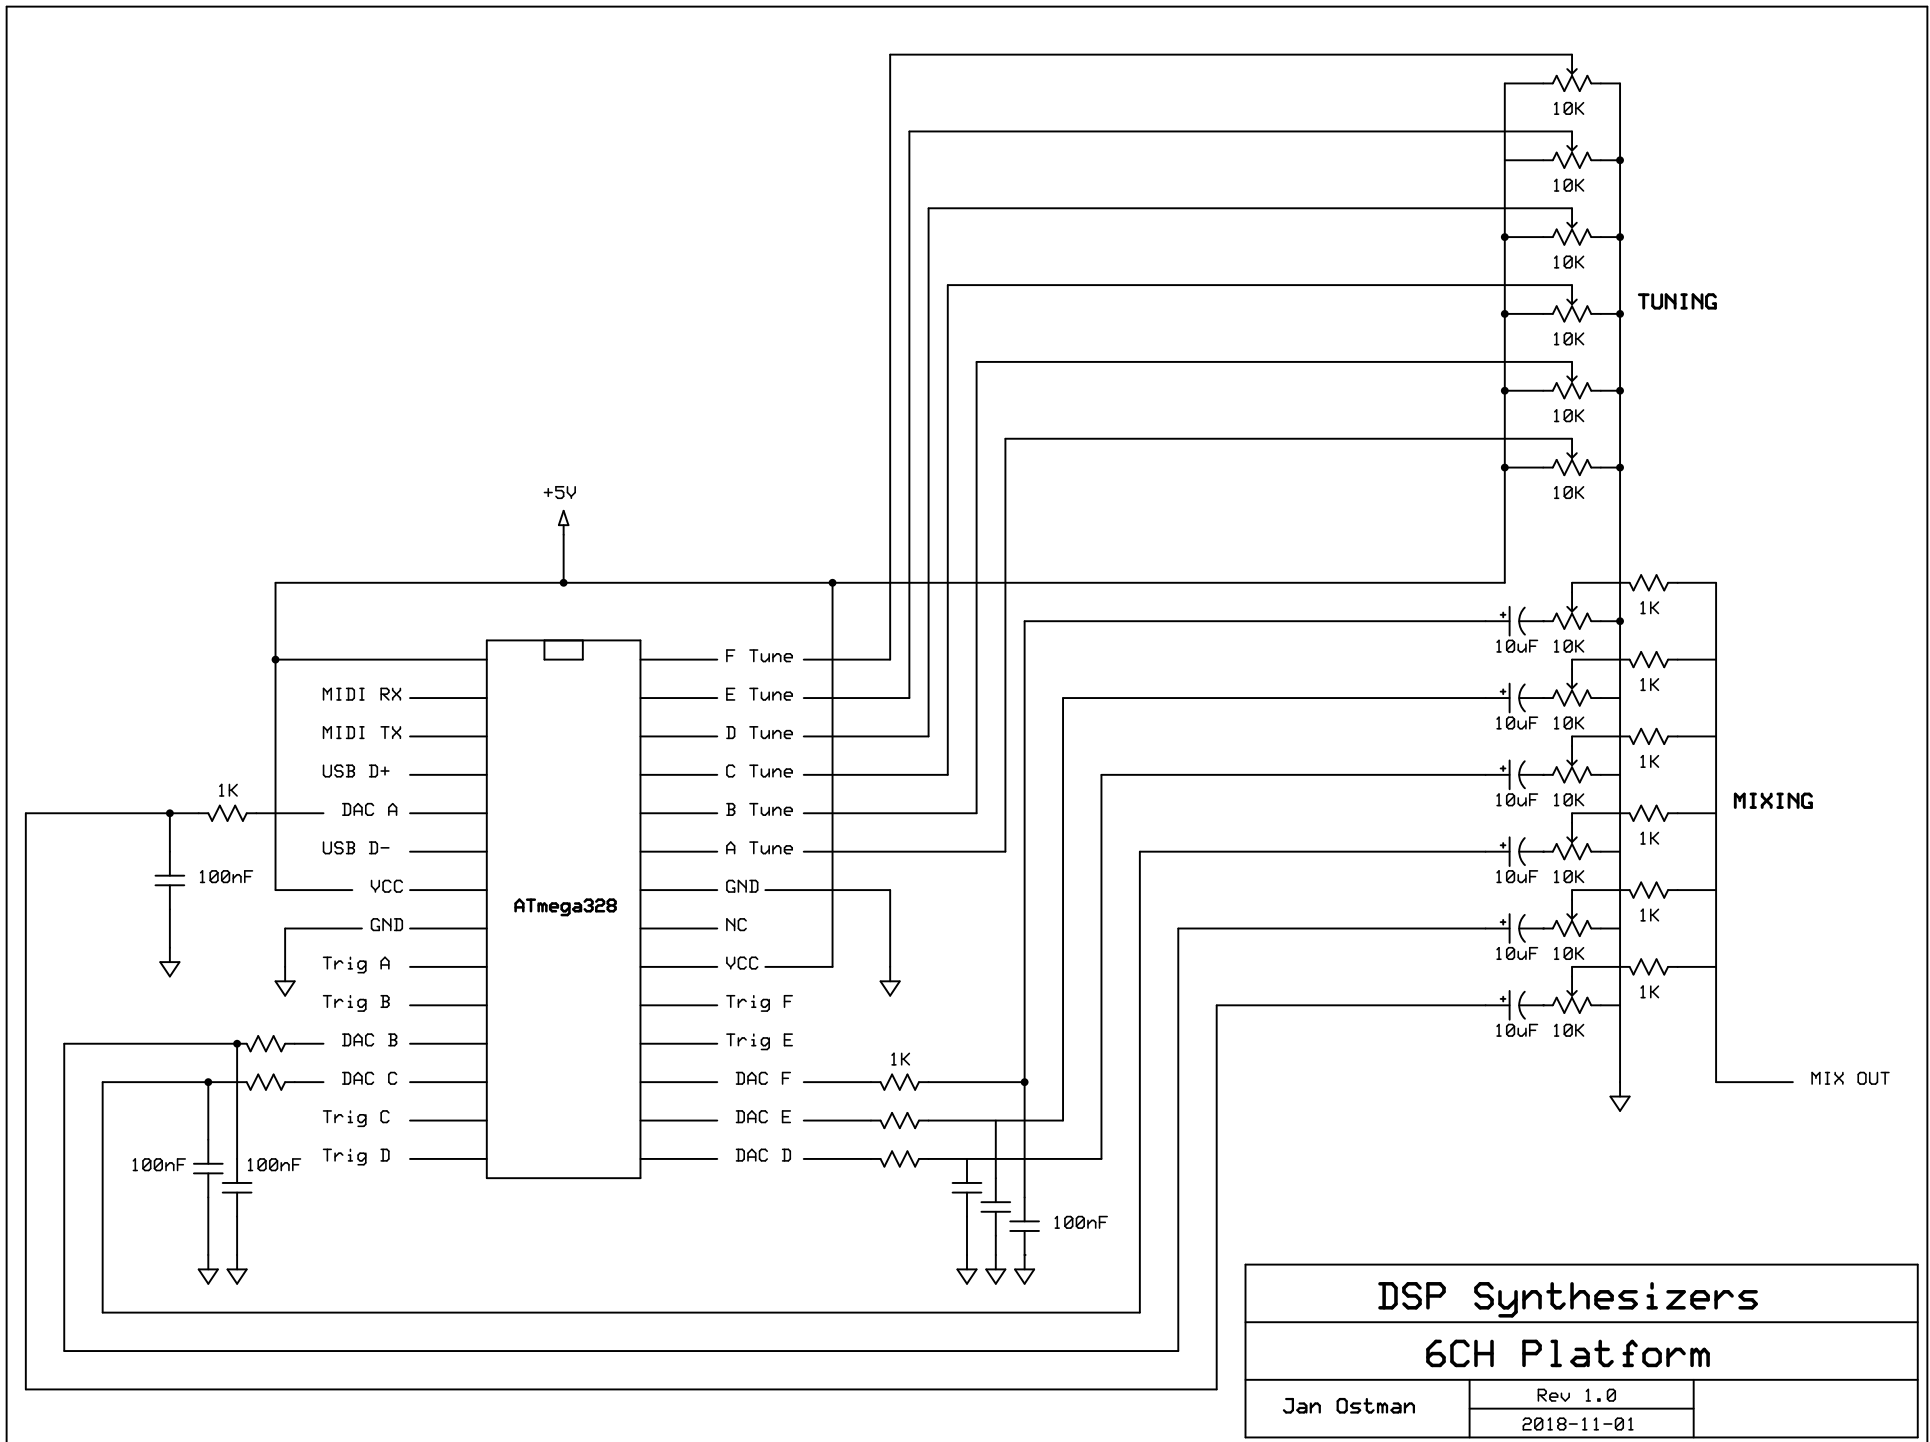 10K
10K
10K
TUNING
10K
10K
10K
+5V
1K
10uF 10K
F Tune
1K
MIDI RX
E Tune
10uF 10K
MIDI TX
D Tune
1K
USB D+
C Tune
10uF 10K
1K
DAC A
B Tune
MIXING
1K
USB D-
A Tune
10uF 10K
100nF
VCC
GND
ATmega328
1K
GND
NC
10uF 10K
Trig A
VCC
1K
Trig B
Trig F
10uF 10K
DAC B
Trig E
1K
DAC C
DAC F
MIX OUT
Trig C
DAC E
Trig D
DAC D
100nF
100nF
100nF
DSP Synthesizers
6CH Platform
Jan Ostman
Rev 1.0
2018-11-01